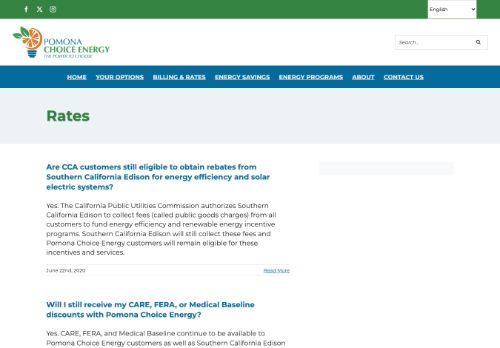 English
POMONA
CHOICE ENERGY
THE POWER TO CHOOSE
Search...
HOME YOUR OPTIONS BILLING & RATES ENERGY SAVINGS ENERGY PROGRAMS ABOUT CONTACT US
Rates
Are CCA customers still eligible to obtain rebates from
Southern California Edison for energy efficiency and solar
electric systems?
Yes. The California Public Utilities Commission authorizes Southern
California Edison to collect fees (called public goods charges) from all
customers to fund energy efficiency and renewable energy incentive
programs. Southern California Edison will still collect these fees and
Pomona Choice Energy customers will remain eligible for these
incentives and services.
June 22nd, 2020 Read More
Will I still receive my CARE, FERA, or Medical Baseline
discounts with Pomona Choice Energy?
Yes. CARE, FERA, and Medical Baseline continue to be available to
Pomona Choice Energy customers as well as Southern California Edison